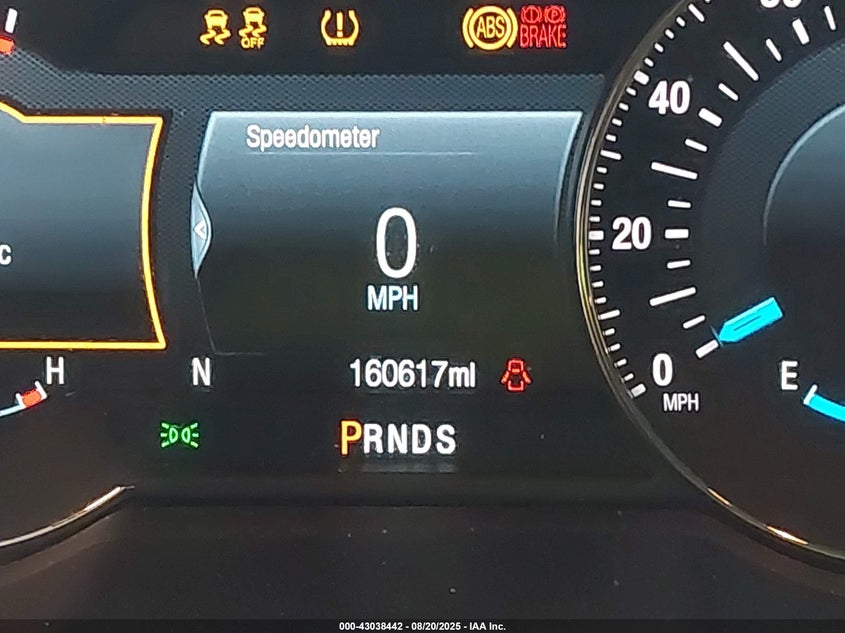 OFF
ABS
BRAKE
Speedometer
0
MPH
c
H
N
160617mi
PRNDS
40
20
0
MPH
E
000-43038442 - 08/20/2025 - IAA Inc.